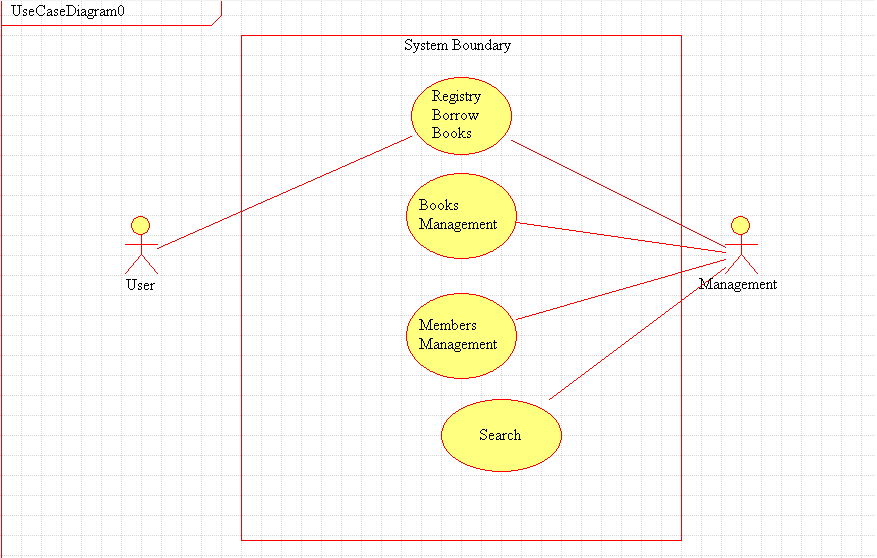 UseCaseDiagram0
System Boundary
Registry
Borrow
Books
Books
Management
User
Management
Members
Management
Search